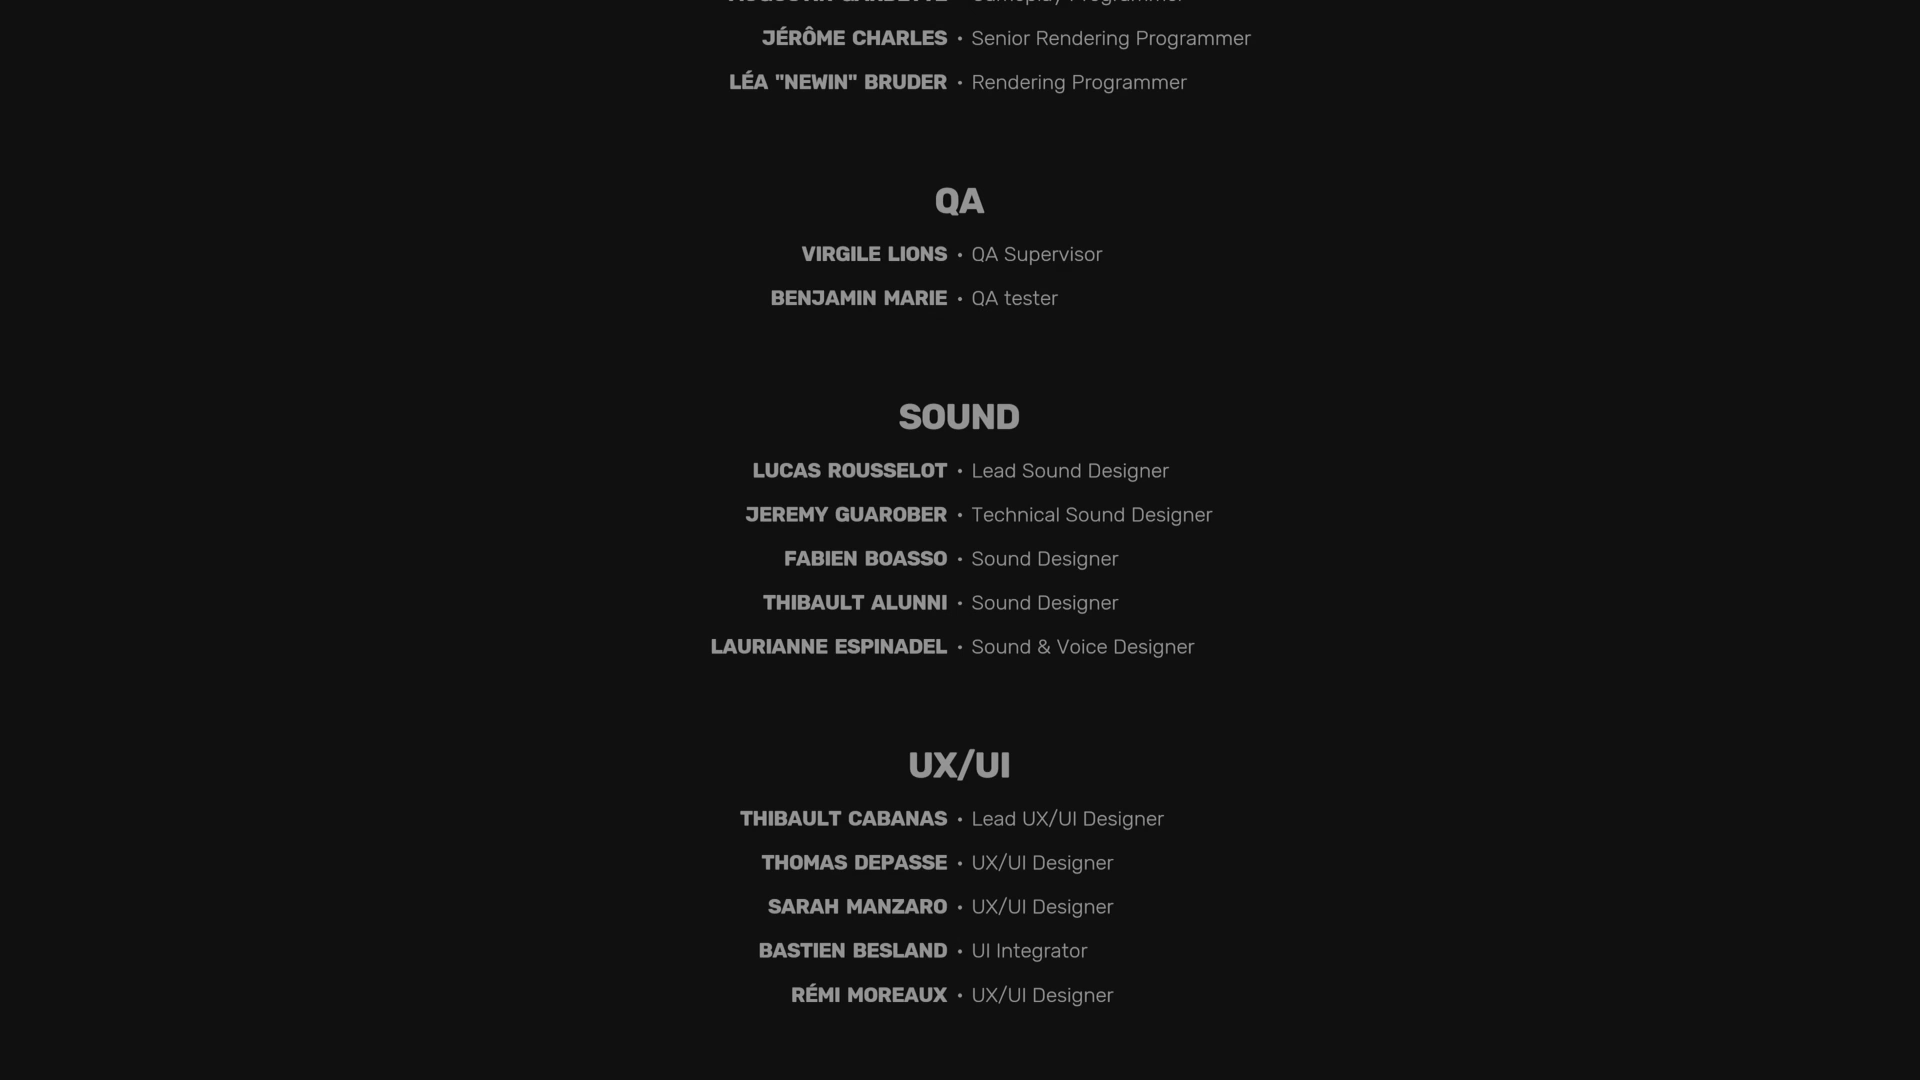 JÉRÔME CHARLES • Senior Rendering Programmer
LÉA "NEWIN" BRUDER • Rendering Programmer
QA
VIRGILE LIONS • QA Supervisor
BENJAMIN MARIE • QA tester
SOUND
LUCAS ROUSSELOT • Lead Sound Designer
JEREMY GUAROBER • Technical Sound Designer
FABIEN BOASSO • Sound Designer
THIBAULT ALUNNI • Sound Designer
LAURIANNE ESPINADEL • Sound & Voice Designer
UX/UI
THIBAULT CABANAS • Lead UX/UI Designer
THOMAS DEPASSE • UX/UI Designer
SARAH MANZARO • UX/UI Designer
BASTIEN BESLAND • UI Integrator
RÉMI MOREAUX • UX/UI Designer